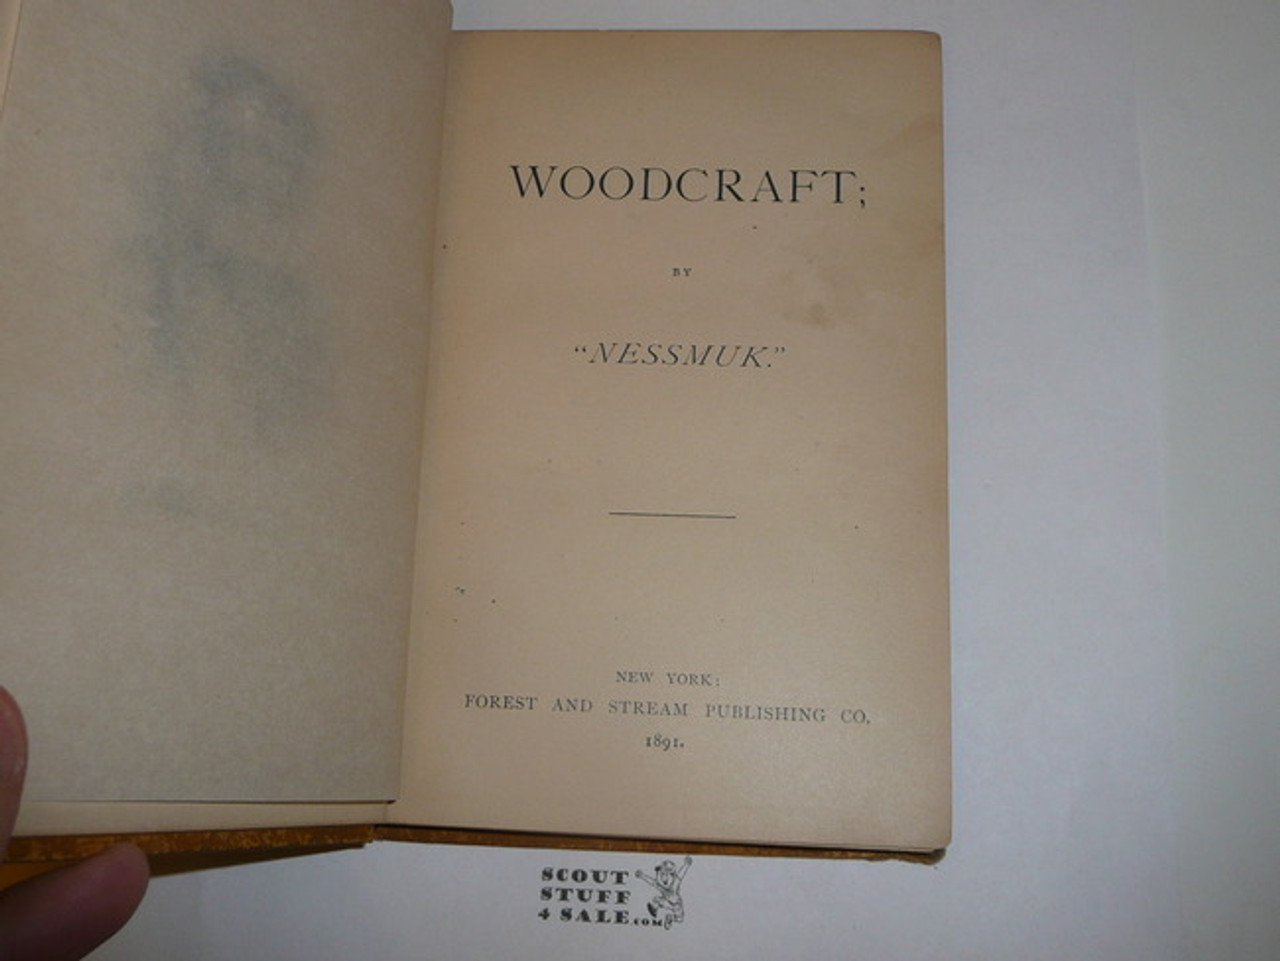 WOODCRAFT;
BY
“NESSMUK.”
NEW YORK:
FOREST AND STREAM PUBLISHING CO.
1891.
SCOUT
STUFF
4 SALE.COM